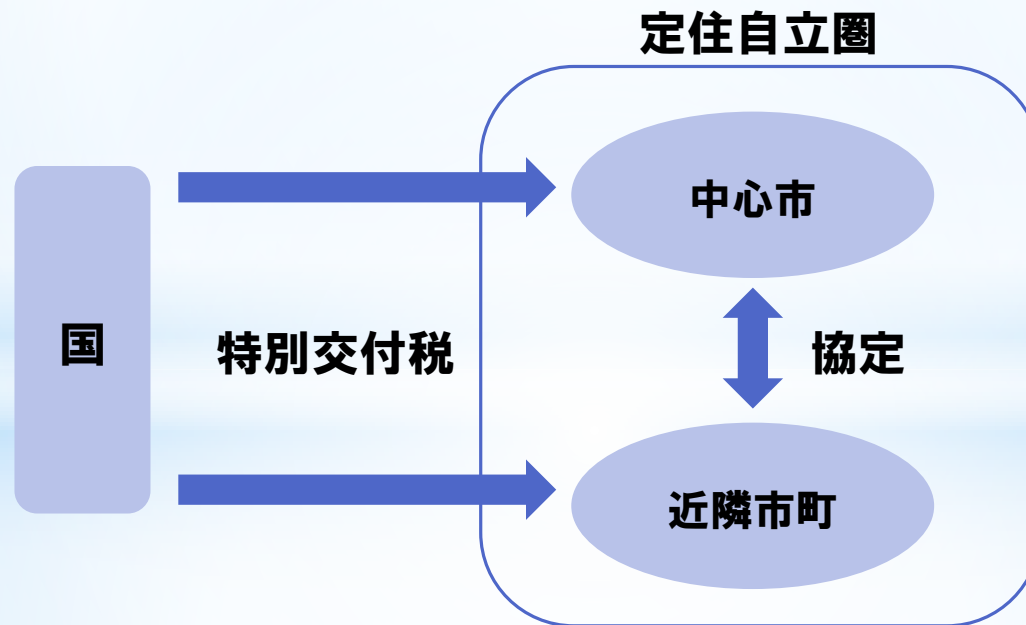 定住自立圏
中心市
国
特別交付税
協定
近隣市町